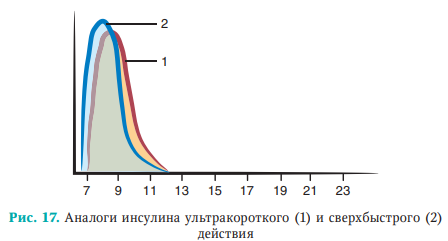 2
1
7 9 11 13 15 17 19 21 23
Рис. 17. Аналоги инсулина ультракороткого (1) и сверхбыстрого (2)
действия